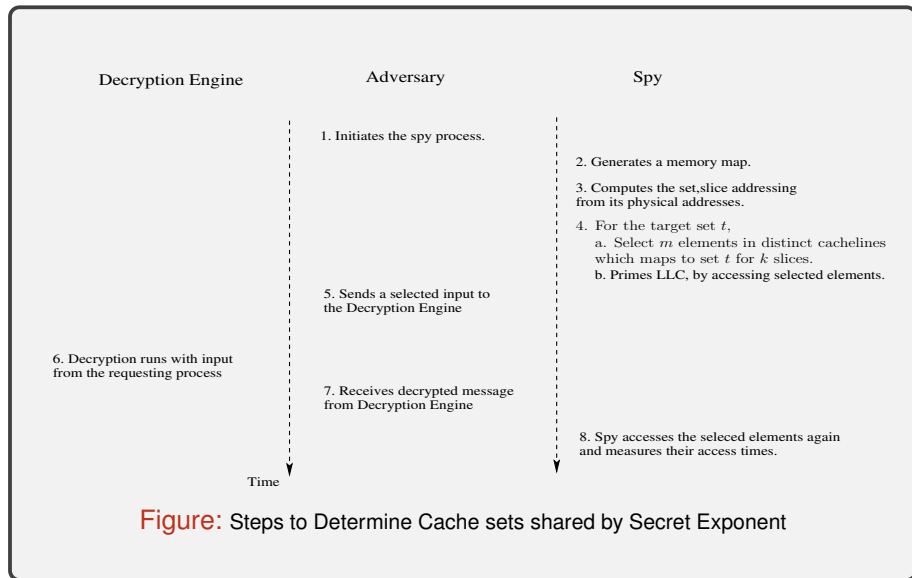 Decryption Engine
Adversary
Spy
1. Initiates the spy process.
2. Generates a memory map.
3. Computes the set,slice addressing
from its physical addresses.
4. For the target set t,
a. Select m elements in distinct cachelines
which maps to set t for k slices.
b. Primes LLC, by accessing selected elements.
5. Sends a selected input to
the Decryption Engine
6. Decryption runs with input
from the requesting process
7. Receives decrypted message
from Decryption Engine
8. Spy accesses the seleced elements again
and measures their access times.
Time
Figure: Steps to Determine Cache sets shared by Secret Exponent